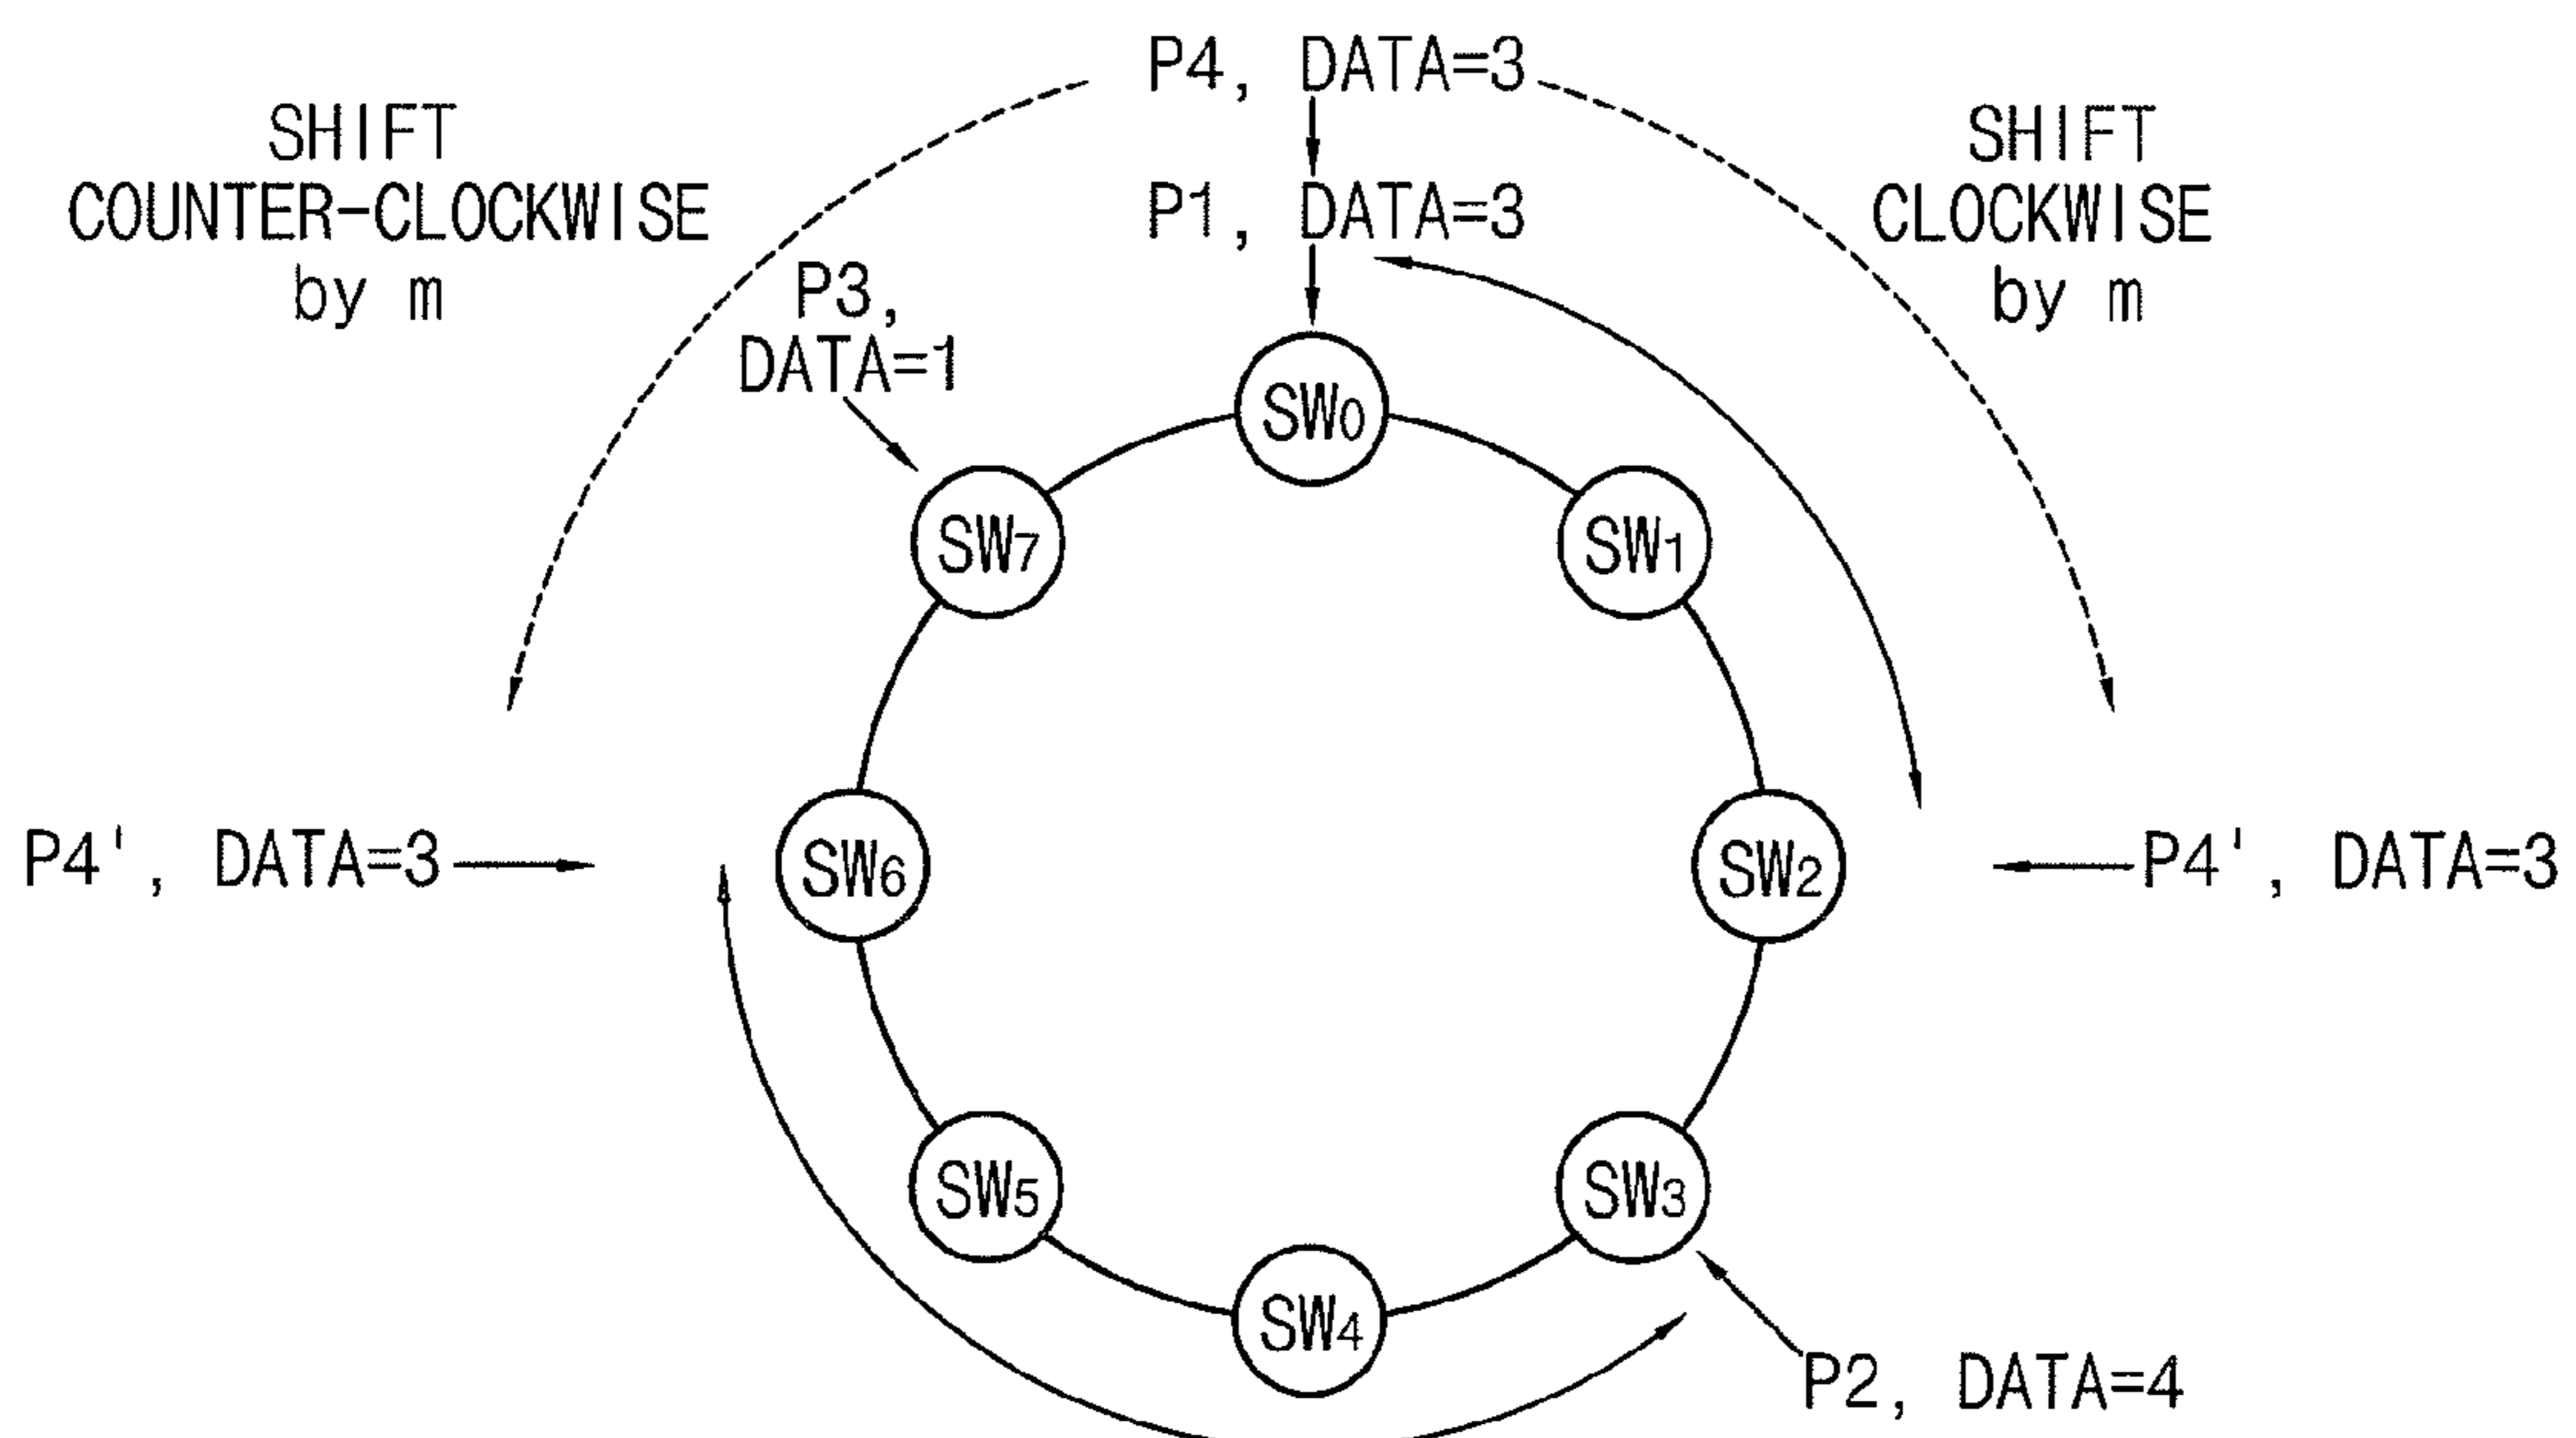 P4, DATA=3
SHIFT
COUNTER-CLOCKWISE
by m
SHIFT
CLOCKWISE
by m
P1, DATA=3
P3,
DATA=1
SW0
SW7
SW1
P4', DATA=3
SW6
SW2
P4', DATA=3
SW5
SW3
SW4
P2, DATA=4